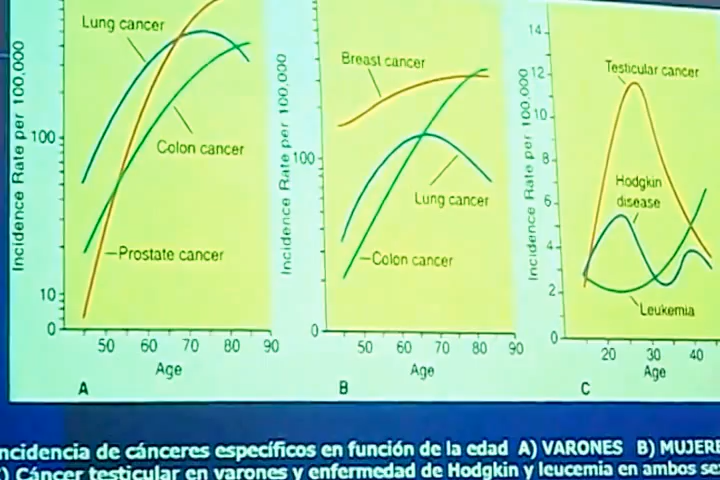 Incidence Rate per 100,000
100
10
0
Lung cancer
Colon cancer
Prostate cancer
50 60 70 80 90
Age
A
Incidence Rate per 100,000
100
0
Breast cancer
Lung cancer
Colon cancer
50 60 70 80 90
Age
B
Incidence Rate per 100,000
14
12
10
8
6
4
2
0
Testicular cancer
Hodgkin
disease
Leukemia
20 30 40
Age
C
ncidencia de cánceres específicos en función de la edad A) VARONES B) MUJERE
) Cáncer testicular en varones y enfermedad de Hodgkin y leucemia en ambos se